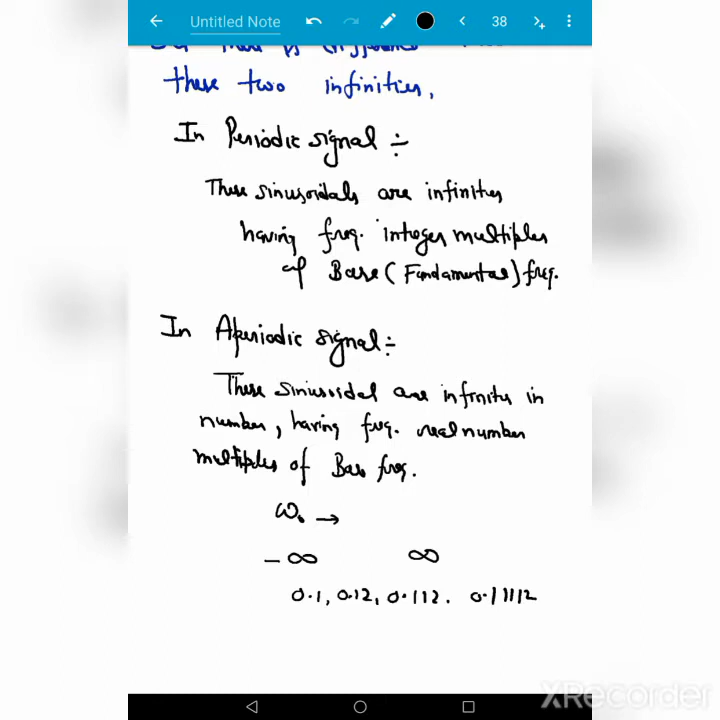 Untitled Note
38
these two infinities.
In Periodic signal ÷
These sinusoidals are infinities
having freq. integer multiples
of Base (Fundamental) freq.
In Aperiodic signal ÷
These sinusoidal are infinity in
number, having freq. real number
multiples of Base freq.
ω₀ →
− ∞ ∞
0.1, 0.12, 0.112. 0.11112
XRecorder